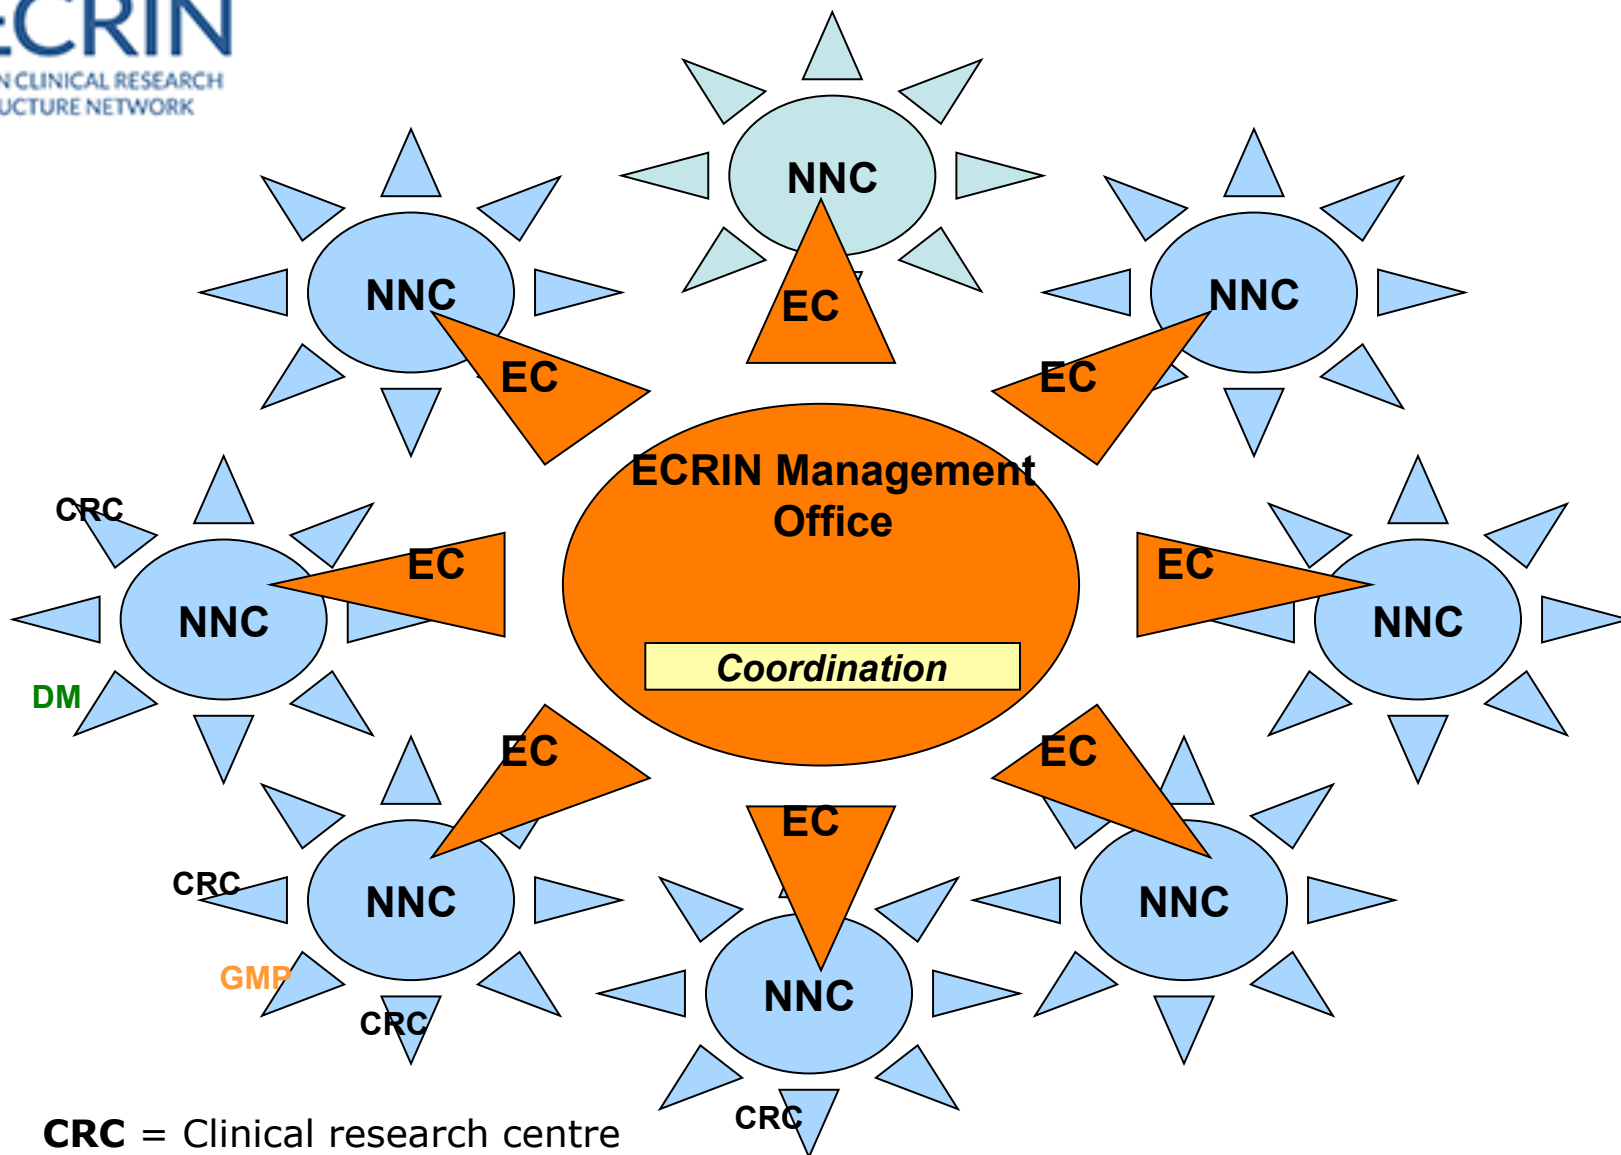 ECRIN
N CLINICAL RESEARCH
UCTURE NETWORK
NNC
NNC
NNC
EC
EC
EC
ECRIN Management
Office
CRC
EC
EC
NNC
NNC
Coordination
DM
EC
EC
EC
CRC
NNC
NNC
GMP
NNC
CRC
CRC
CRC = Clinical research centre